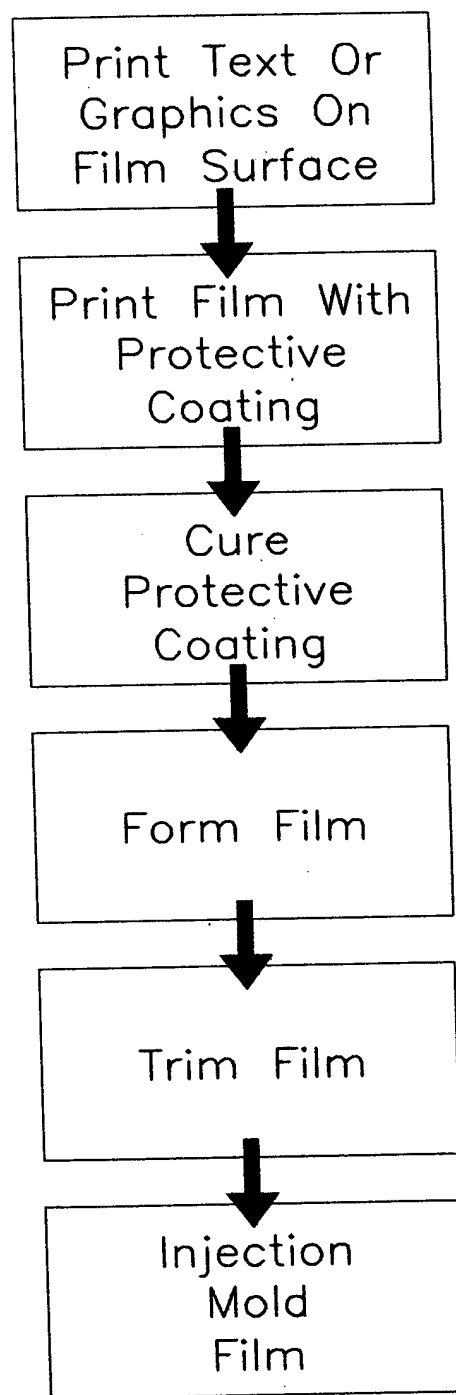 Print Text Or
Graphics On
Film Surface
Print Film With
Protective
Coating
Cure
Protective
Coating
Form Film
Trim Film
Injection
Mold
Film